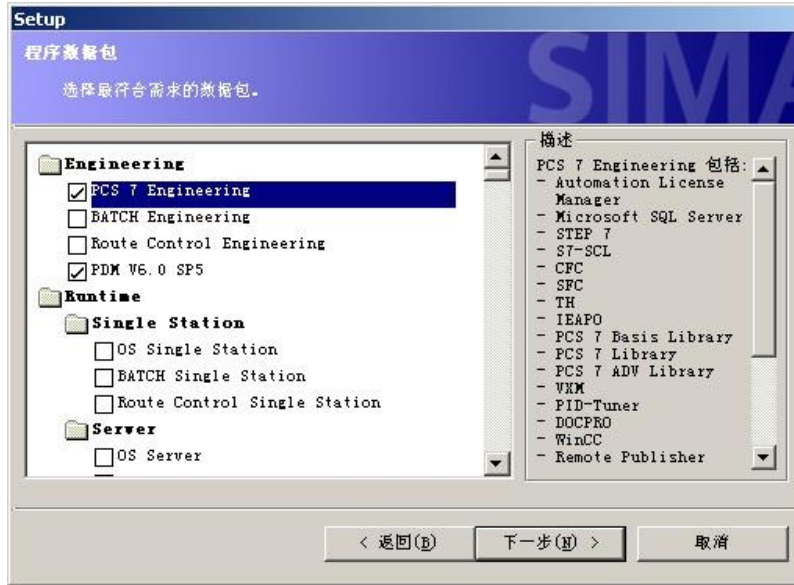 Setup
程序数据包
选择最符合需求的数据包。
SIMA
Engineering
PCS 7 Engineering
BATCH Engineering
Route Control Engineering
PDM V6.0 SP5
Runtime
Single Station
OS Single Station
BATCH Single Station
Route Control Single Station
Server
OS Server
描述
PCS 7 Engineering 包括:
- Automation License
Manager
- Microsoft SQL Server
- STEP 7
- S7-SCL
- CFC
- SFC
- TH
- IEAPO
- PCS 7 Basis Library
- PCS 7 Library
- PCS 7 ADV Library
- VXM
- PID-Tuner
- DOCPRO
- WinCC
- Remote Publisher
< 返回(B)
下一步(N) >
取消